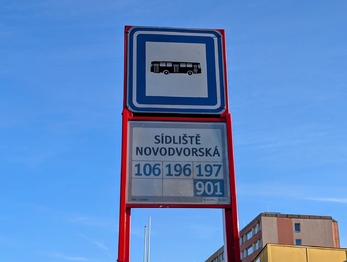 SÍDLIŠTĚ
NOVODVORSKÁ
106 196 197
901